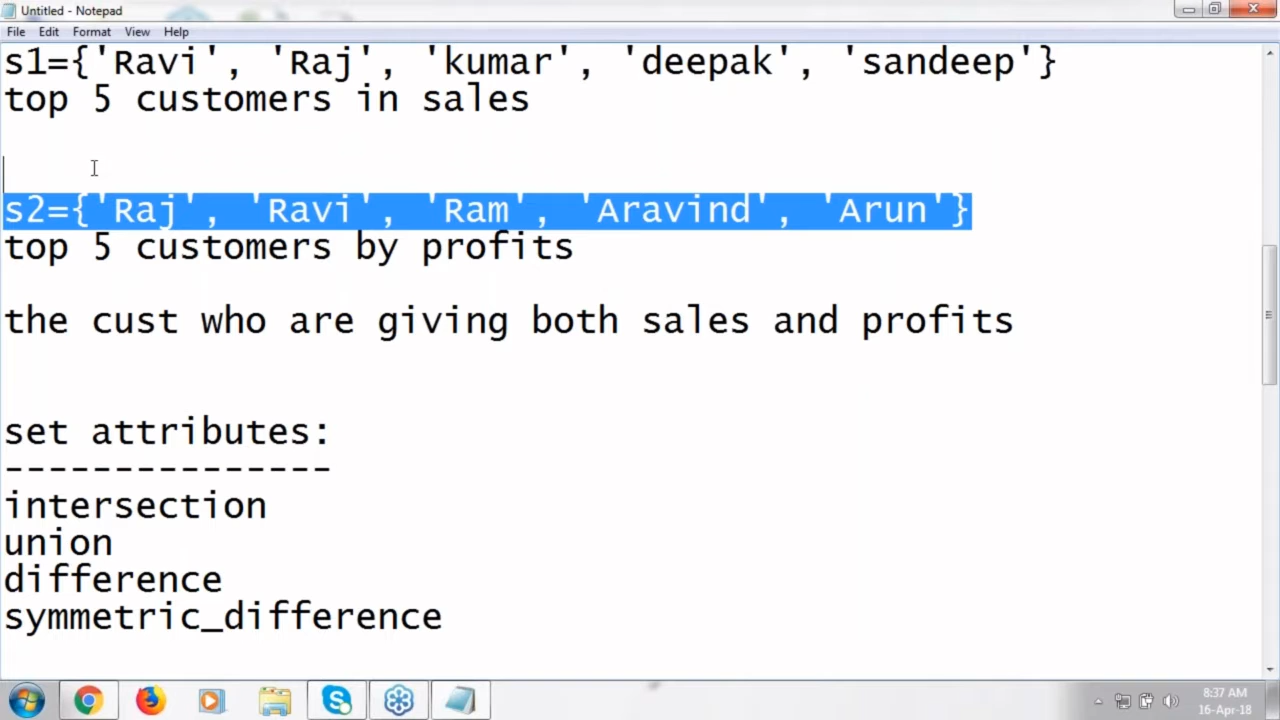 Untitled - Notepad
File Edit Format View Help
s1={'Ravi', 'Raj', 'kumar', 'deepak', 'sandeep'}
top 5 customers in sales
s2={'Raj', 'Ravi', 'Ram', 'Aravind', 'Arun'}
top 5 customers by profits
the cust who are giving both sales and profits
set attributes:
---------------
intersection
union
difference
symmetric_difference
8:37 AM
16-Apr-18